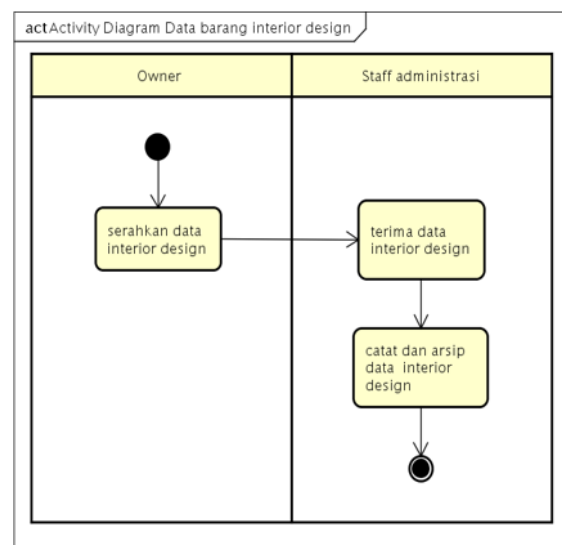 act Activity Diagram Data barang interior design
Owner
Staff administrasi
serahkan data
interior design
terima data
interior design
catat dan arsip
data interior
design